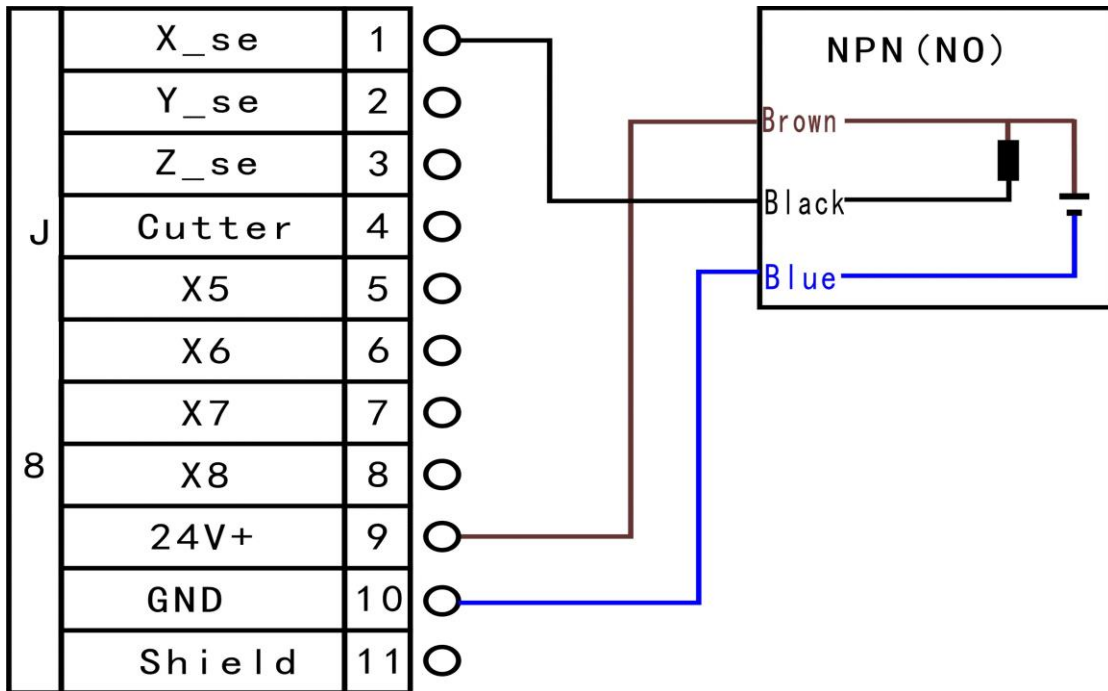 J8
X_se 1
Y_se 2
Z_se 3
Cutter 4
X5 5
X6 6
X7 7
X8 8
24V+ 9
GND 10
Shield 11
NPN(NO)
Brown
Black
Blue